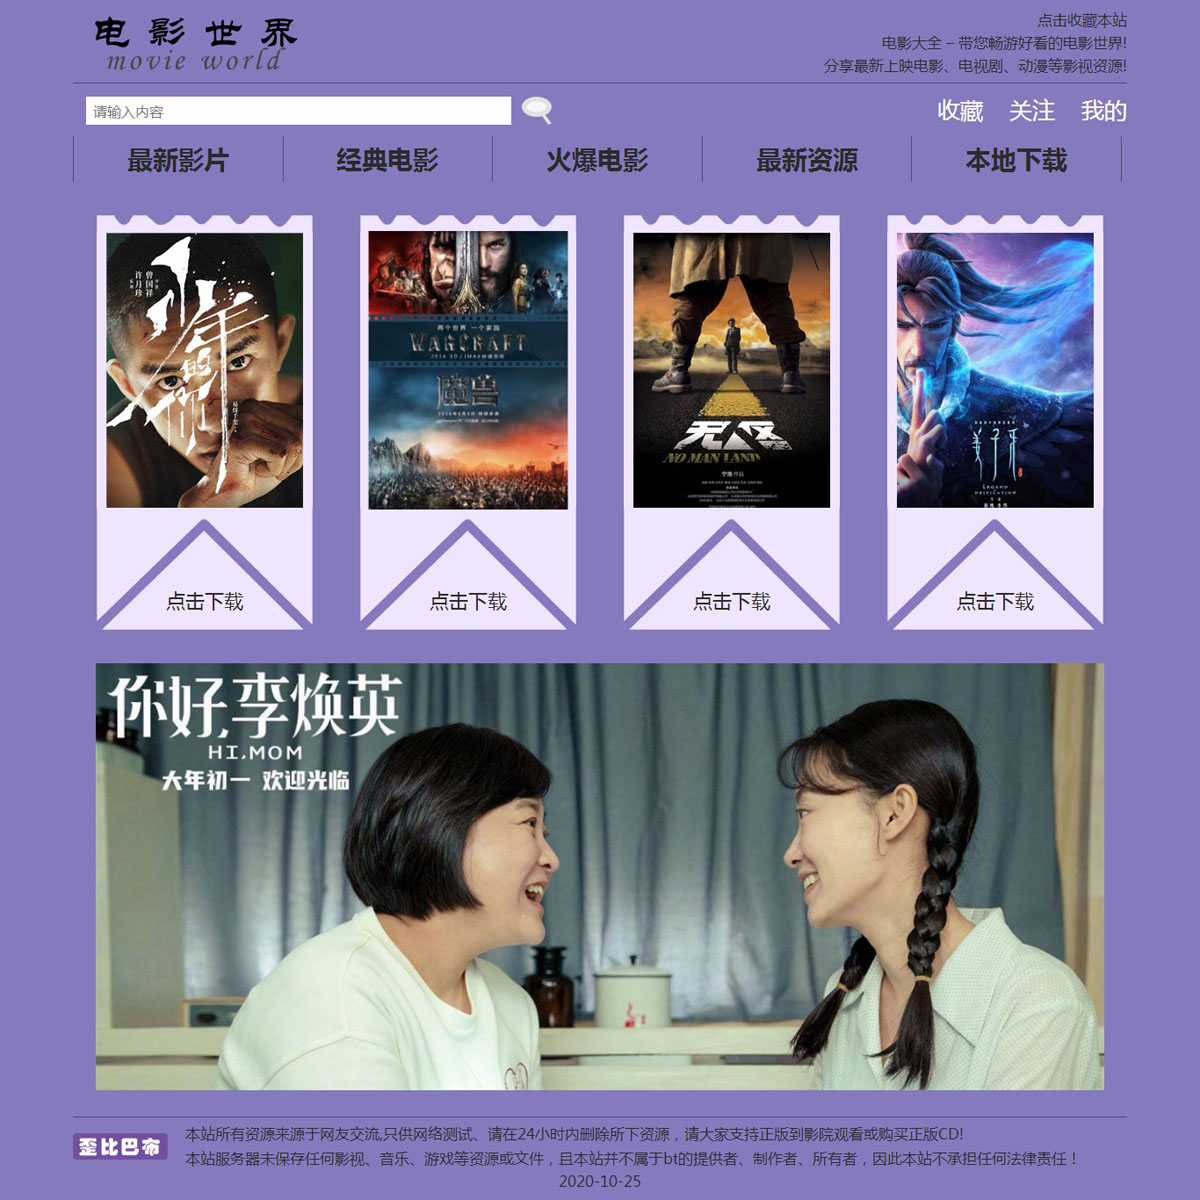 电影世界
movie world
点击收藏本站
电影大全 – 带您畅游好看的电影世界!
分享最新上映电影、电视剧、动漫等影视资源!
请输入内容
收藏 关注 我的
最新影片 经典电影 火爆电影 最新资源 本地下载
曾国祥
许月珍
少年的你
两个世界 一个家园
WARCRAFT
魔兽
无人区
NO MAN LAND
宁浩 作品
姜子牙
LEGEND
DEIFICATION
点击下载 点击下载 点击下载 点击下载
你好,李焕英
HI,MOM
大年初一 欢迎光临
歪比巴布
本站所有资源来源于网友交流,只供网络测试、请在24小时内删除所下资源，请大家支持正版到影院观看或购买正版CD!
本站服务器未保存任何影视、音乐、游戏等资源或文件，且本站并不属于bt的提供者、制作者、所有者，因此本站不承担任何法律责任！
2020-10-25